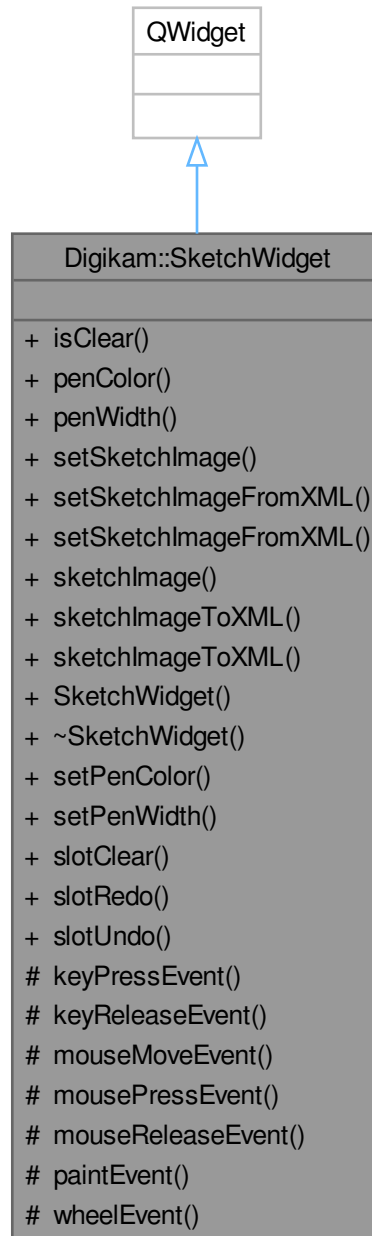 QWidget
Digikam::SketchWidget
+ isClear()
+ penColor()
+ penWidth()
+ setSketchImage()
+ setSketchImageFromXML()
+ setSketchImageFromXML()
+ sketchImage()
+ sketchImageToXML()
+ sketchImageToXML()
+ SketchWidget()
+ ~SketchWidget()
+ setPenColor()
+ setPenWidth()
+ slotClear()
+ slotRedo()
+ slotUndo()
# keyPressEvent()
# keyReleaseEvent()
# mouseMoveEvent()
# mousePressEvent()
# mouseReleaseEvent()
# paintEvent()
# wheelEvent()